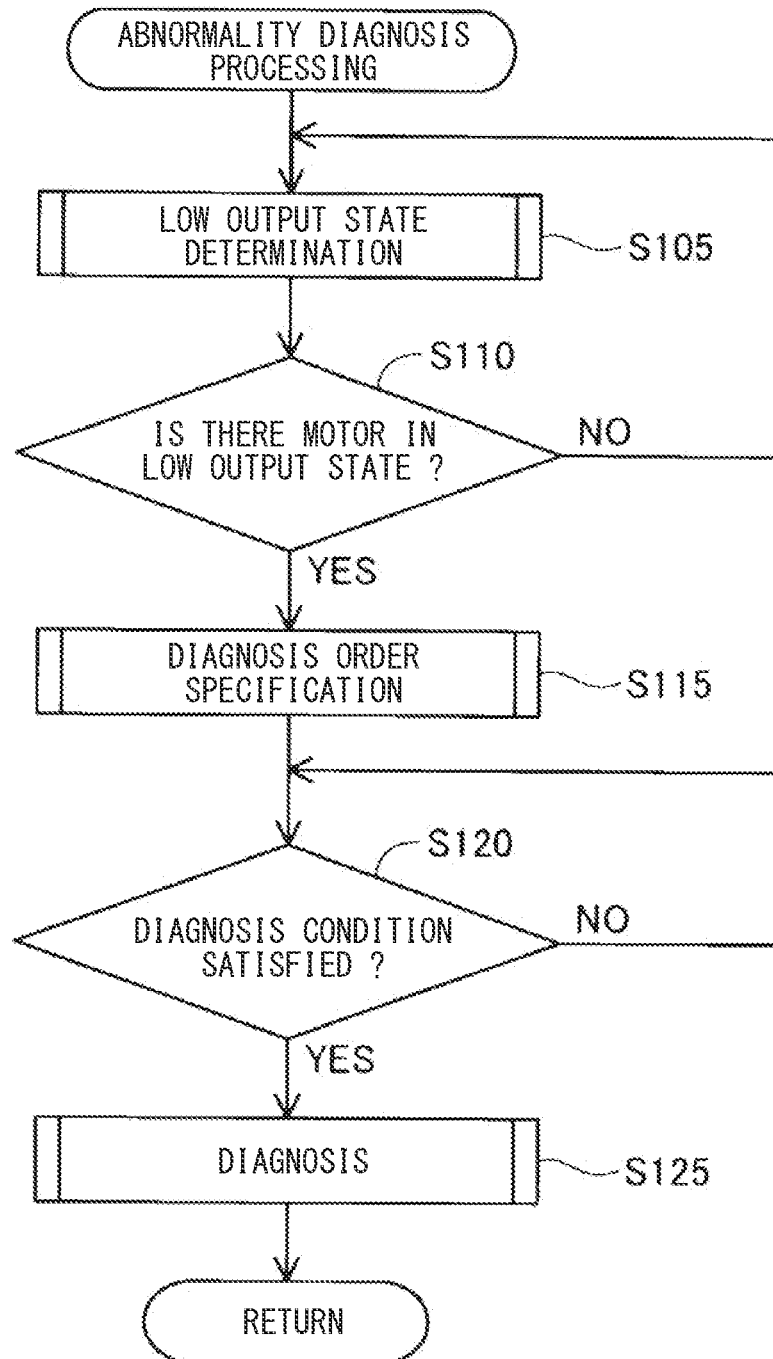 ABNORMALITY DIAGNOSIS
PROCESSING
LOW OUTPUT STATE
DETERMINATION
S105
S110
IS THERE MOTOR IN
LOW OUTPUT STATE ?
NO
YES
DIAGNOSIS ORDER
SPECIFICATION
S115
S120
DIAGNOSIS CONDITION
SATISFIED ?
NO
YES
DIAGNOSIS
S125
RETURN